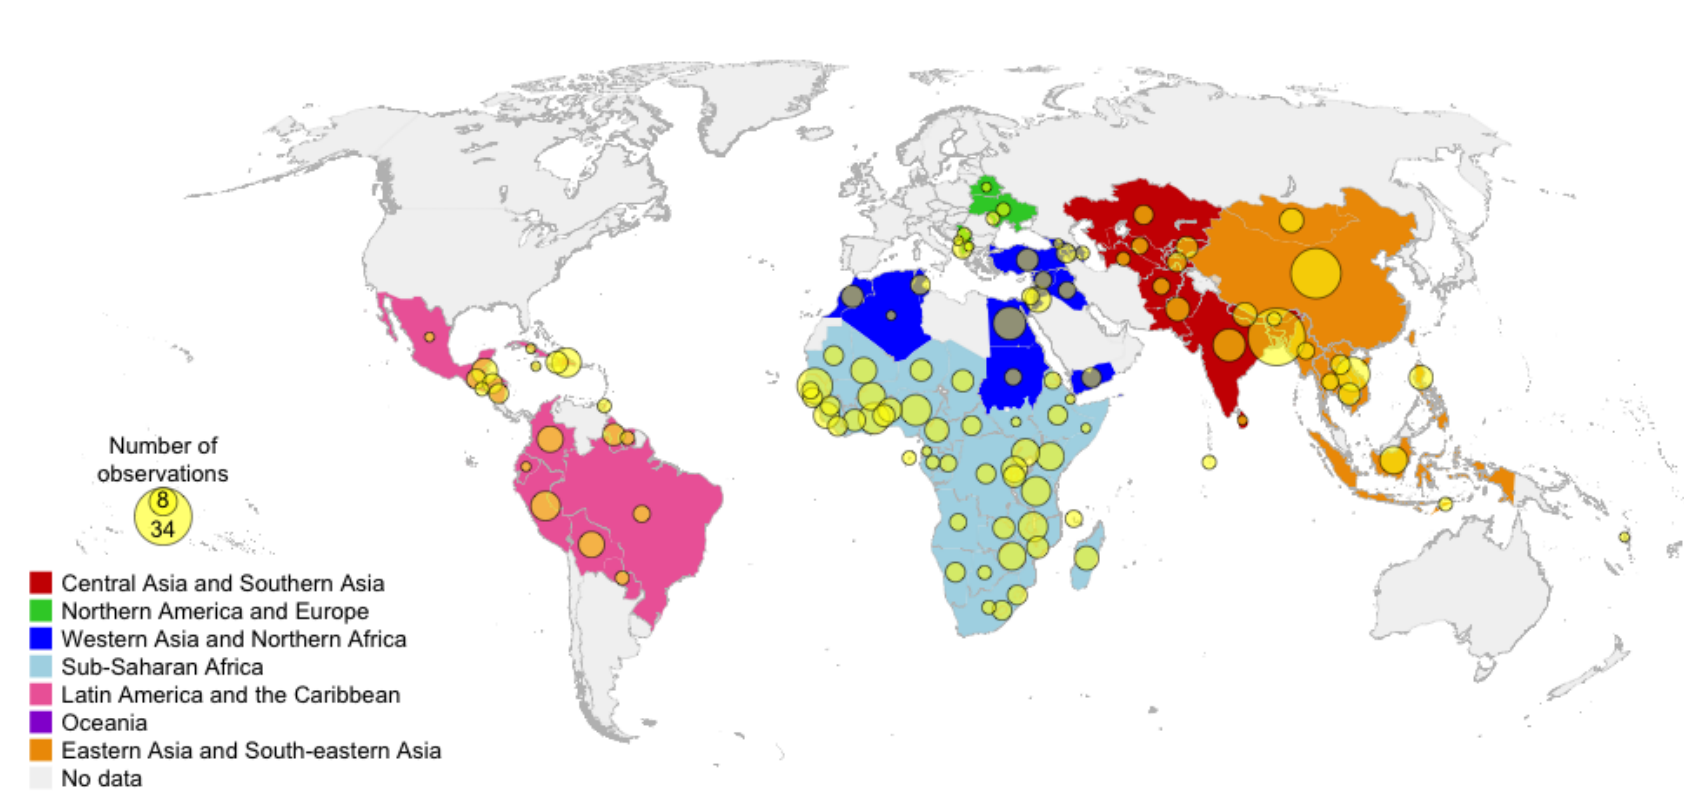 Number of
observations
8
34
Central Asia and Southern Asia
Northern America and Europe
Western Asia and Northern Africa
Sub-Saharan Africa
Latin America and the Caribbean
Oceania
Eastern Asia and South-eastern Asia
No data